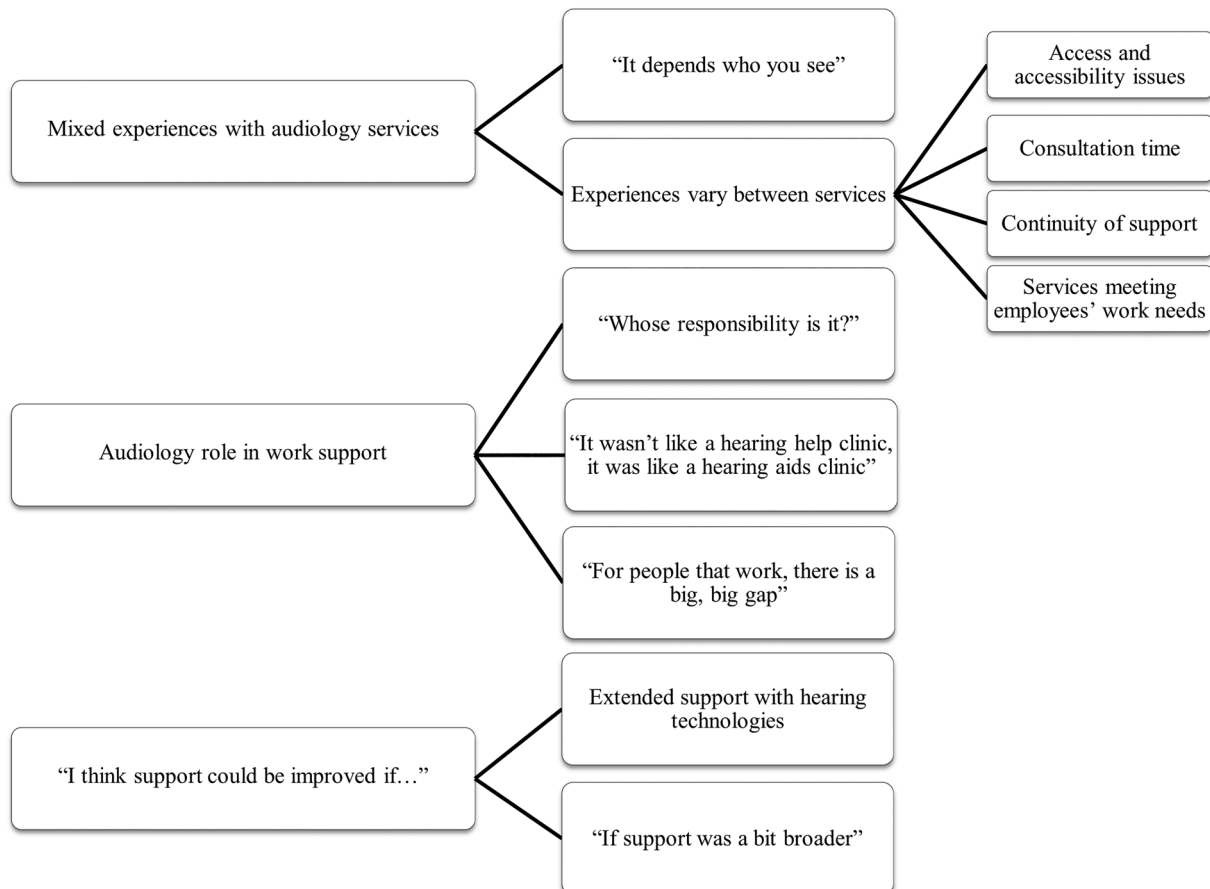 Mixed experiences with audiology services
“It depends who you see”
Experiences vary between services
Access and
accessibility issues
Consultation time
Continuity of support
Services meeting
employees’ work needs
Audiology role in work support
“Whose responsibility is it?”
“It wasn’t like a hearing help clinic,
it was like a hearing aids clinic”
“For people that work, there is a
big, big gap”
“I think support could be improved if…”
Extended support with hearing
technologies
“If support was a bit broader”